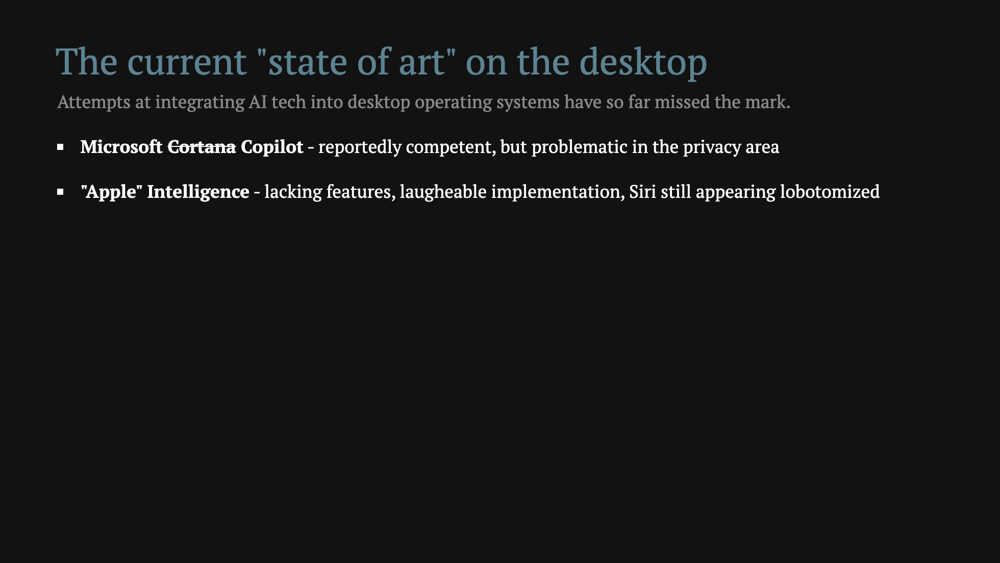 The current "state of art" on the desktop
Attempts at integrating AI tech into desktop operating systems have so far missed the mark.
▪ Microsoft Cortana Copilot - reportedly competent, but problematic in the privacy area
▪ "Apple" Intelligence - lacking features, laugheable implementation, Siri still appearing lobotomized